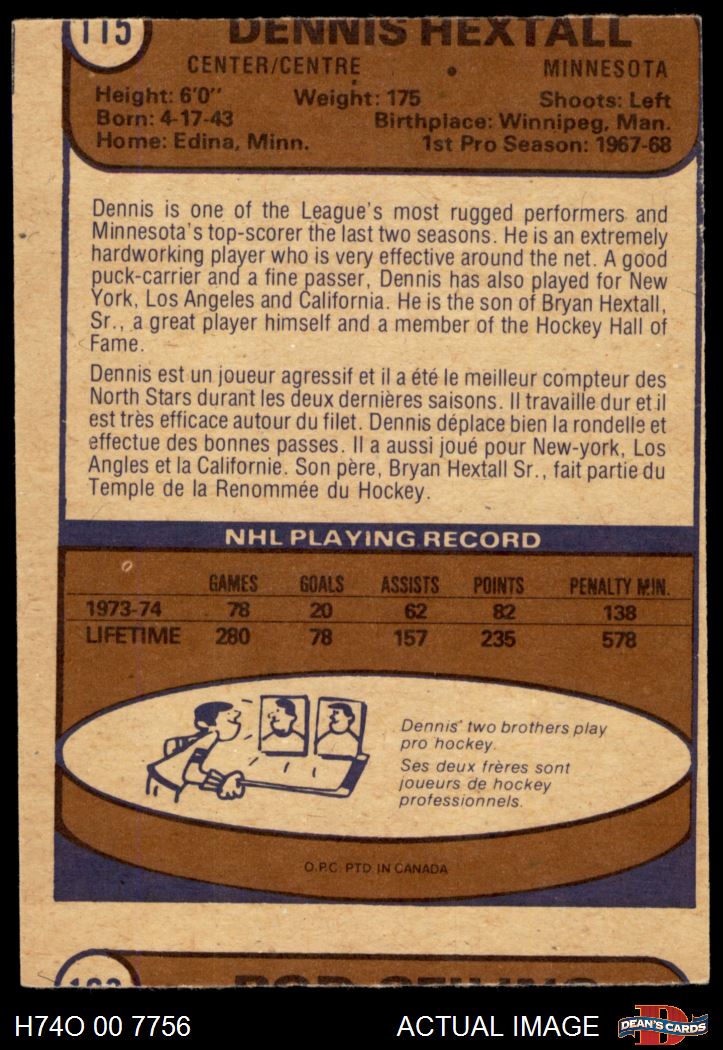 115
DENNIS HEXTALL
CENTER/CENTRE • MINNESOTA
Height: 6'0" Weight: 175 Shoots: Left
Born: 4-17-43 Birthplace: Winnipeg, Man.
Home: Edina, Minn. 1st Pro Season: 1967-68
Dennis is one of the League's most rugged performers and
Minnesota's top-scorer the last two seasons. He is an extremely
hardworking player who is very effective around the net. A good
puck-carrier and a fine passer, Dennis has also played for New
York, Los Angeles and California. He is the son of Bryan Hextall,
Sr., a great player himself and a member of the Hockey Hall of
Fame.
Dennis est un joueur agressif et il a été le meilleur compteur des
North Stars durant les deux dernières saisons. Il travaille dur et il
est très efficace autour du filet. Dennis déplace bien la rondelle et
effectue des bonnes passes. Il a aussi joué pour New-york, Los
Angles et la Californie. Son père, Bryan Hextall Sr., fait partie du
Temple de la Renommée du Hockey.
NHL PLAYING RECORD
GAMES GOALS ASSISTS POINTS PENALTY MIN.
1973-74 78 20 62 82 138
LIFETIME 280 78 157 235 578
Dennis' two brothers play
pro hockey.
Ses deux frères sont
joueurs de hockey
professionnels.
O.P.C. PTD. IN CANADA
H74O 00 7756 ACTUAL IMAGE
DEAN'S CARDS